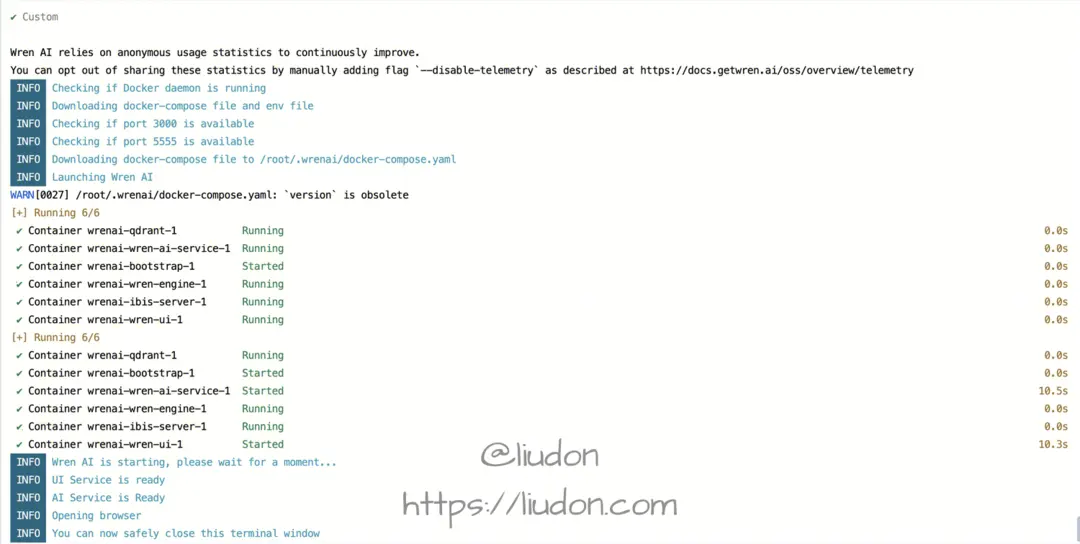 ✔ Custom
Wren AI relies on anonymous usage statistics to continuously improve.
You can opt out of sharing these statistics by manually adding flag `--disable-telemetry` as described at https://docs.getwren.ai/oss/overview/telemetry
INFO Checking if Docker daemon is running
INFO Downloading docker-compose file and env file
INFO Checking if port 3000 is available
INFO Checking if port 5555 is available
INFO Downloading docker-compose file to /root/.wrenai/docker-compose.yaml
INFO Launching Wren AI
WARN[0027] /root/.wrenai/docker-compose.yaml: `version` is obsolete
[+] Running 6/6
✔ Container wrenai-qdrant-1 Running 0.0s
✔ Container wrenai-wren-ai-service-1 Running 0.0s
✔ Container wrenai-bootstrap-1 Started 0.0s
✔ Container wrenai-wren-engine-1 Running 0.0s
✔ Container wrenai-ibis-server-1 Running 0.0s
✔ Container wrenai-wren-ui-1 Running 0.0s
[+] Running 6/6
✔ Container wrenai-qdrant-1 Running 0.0s
✔ Container wrenai-bootstrap-1 Started 0.0s
✔ Container wrenai-wren-ai-service-1 Started 10.5s
✔ Container wrenai-wren-engine-1 Running 0.0s
✔ Container wrenai-ibis-server-1 Running 0.0s
✔ Container wrenai-wren-ui-1 Started 10.3s
INFO Wren AI is starting, please wait for a moment...
INFO UI Service is ready
INFO AI Service is Ready
INFO Opening browser
INFO You can now safely close this terminal window
@liudon
https://liudon.com